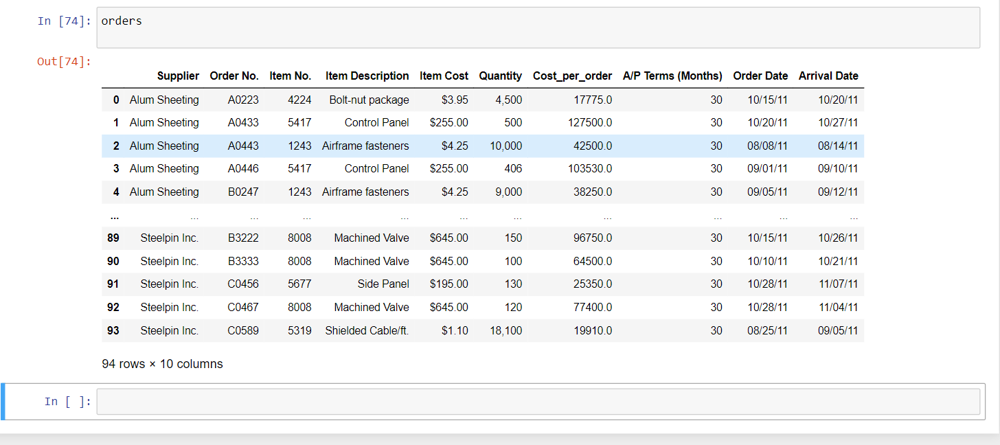 In [74]: orders
Out[74]:
Supplier Order No. Item No. Item Description Item Cost Quantity Cost_per_order A/P Terms (Months) Order Date Arrival Date
0 Alum Sheeting A0223 4224 Bolt-nut package $3.95 4,500 17775.0 30 10/15/11 10/20/11
1 Alum Sheeting A0433 5417 Control Panel $255.00 500 127500.0 30 10/20/11 10/27/11
2 Alum Sheeting A0443 1243 Airframe fasteners $4.25 10,000 42500.0 30 08/08/11 08/14/11
3 Alum Sheeting A0446 5417 Control Panel $255.00 406 103530.0 30 09/01/11 09/10/11
4 Alum Sheeting B0247 1243 Airframe fasteners $4.25 9,000 38250.0 30 09/05/11 09/12/11
... ... ... ... ... ... ... ... ... ... ...
89 Steelpin Inc. B3222 8008 Machined Valve $645.00 150 96750.0 30 10/15/11 10/26/11
90 Steelpin Inc. B3333 8008 Machined Valve $645.00 100 64500.0 30 10/10/11 10/21/11
91 Steelpin Inc. C0456 5677 Side Panel $195.00 130 25350.0 30 10/28/11 11/07/11
92 Steelpin Inc. C0467 8008 Machined Valve $645.00 120 77400.0 30 10/28/11 11/04/11
93 Steelpin Inc. C0589 5319 Shielded Cable/ft. $1.10 18,100 19910.0 30 08/25/11 09/05/11
94 rows × 10 columns
In [ ]: